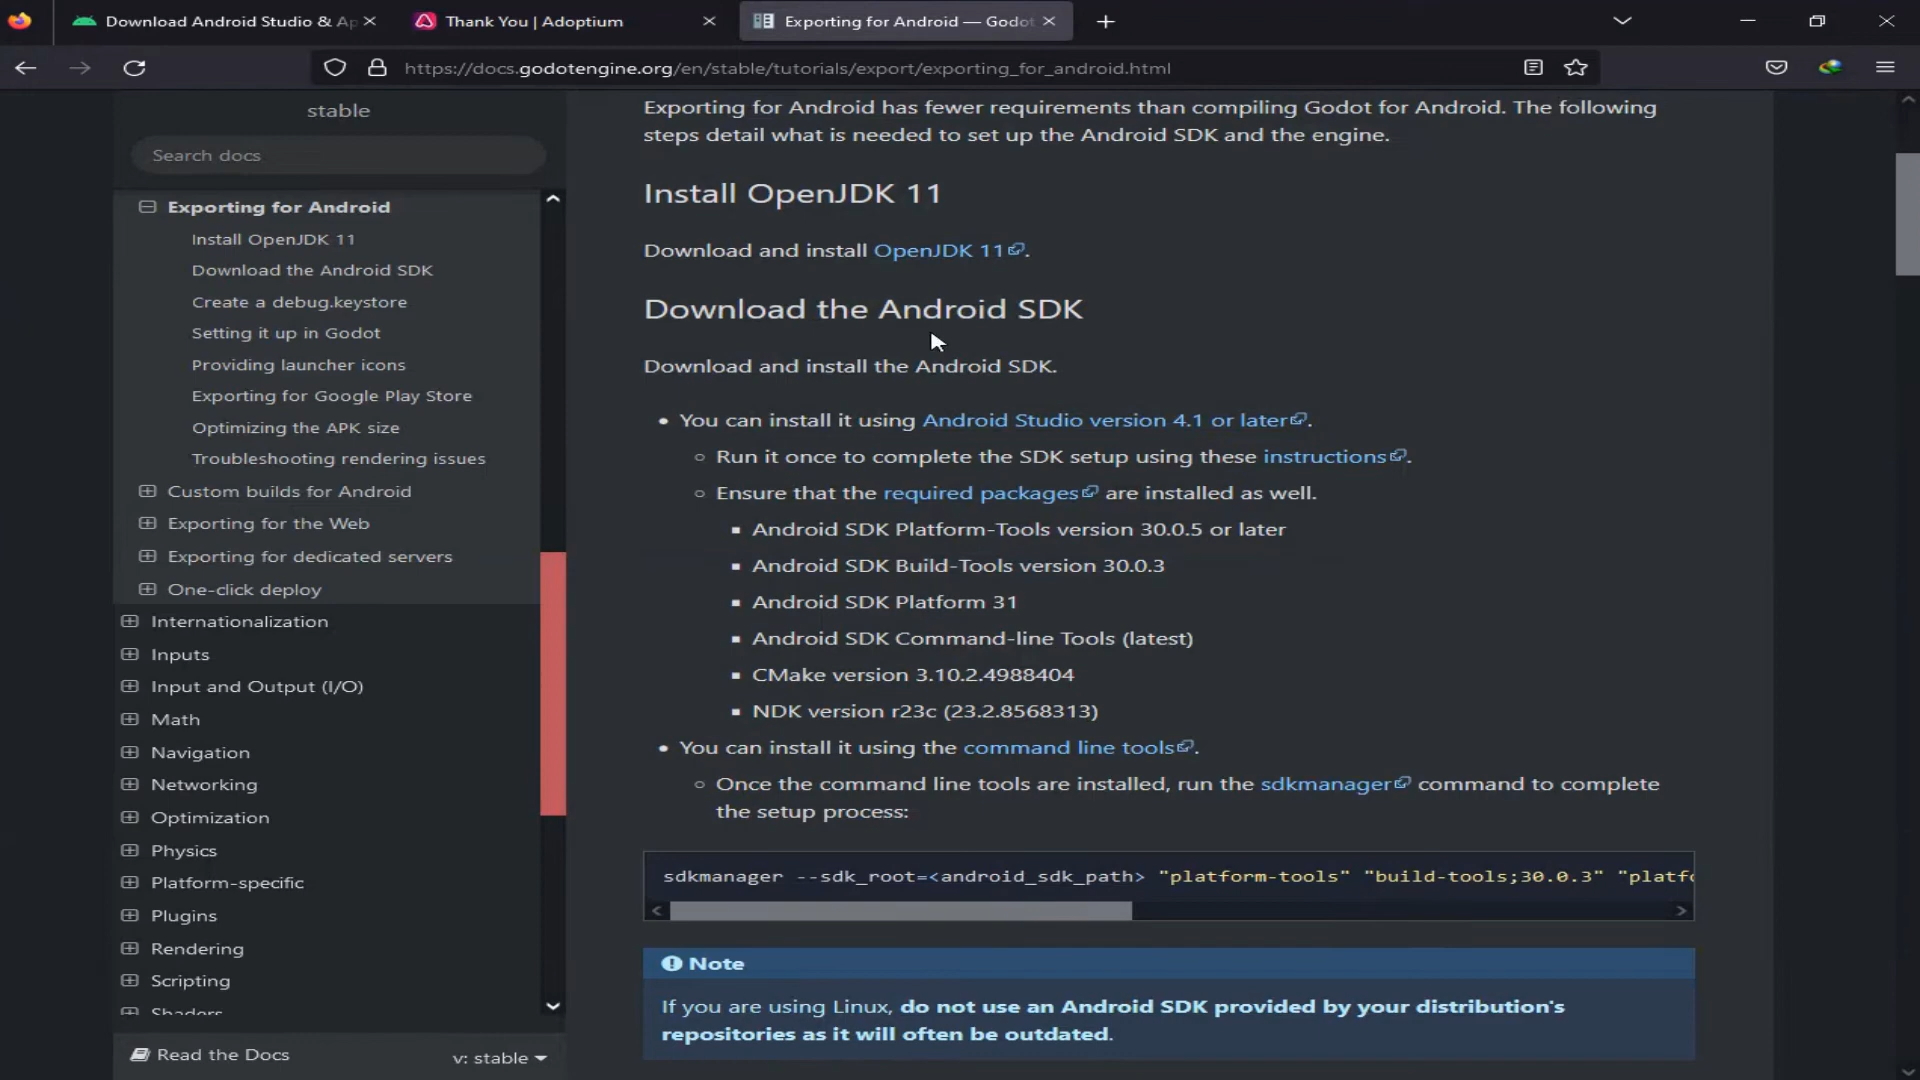 Download Android Studio & Ap
Thank You | Adoptium
Exporting for Android — Godot
https://docs.godotengine.org/en/stable/tutorials/export/exporting_for_android.html
stable
Search docs
Exporting for Android
Install OpenJDK 11
Download the Android SDK
Create a debug.keystore
Setting it up in Godot
Providing launcher icons
Exporting for Google Play Store
Optimizing the APK size
Troubleshooting rendering issues
Custom builds for Android
Exporting for the Web
Exporting for dedicated servers
One-click deploy
Internationalization
Inputs
Input and Output (I/O)
Math
Navigation
Networking
Optimization
Physics
Platform-specific
Plugins
Rendering
Scripting
Shaders
Read the Docs
v: stable
Exporting for Android has fewer requirements than compiling Godot for Android. The following
steps detail what is needed to set up the Android SDK and the engine.
Install OpenJDK 11
Download and install OpenJDK 11.
Download the Android SDK
Download and install the Android SDK.
You can install it using Android Studio version 4.1 or later.
Run it once to complete the SDK setup using these instructions.
Ensure that the required packages are installed as well.
Android SDK Platform-Tools version 30.0.5 or later
Android SDK Build-Tools version 30.0.3
Android SDK Platform 31
Android SDK Command-line Tools (latest)
CMake version 3.10.2.4988404
NDK version r23c (23.2.8568313)
You can install it using the command line tools.
Once the command line tools are installed, run the sdkmanager command to complete
the setup process:
sdkmanager --sdk_root=<android_sdk_path> "platform-tools" "build-tools;30.0.3" "platfo
Note
If you are using Linux, do not use an Android SDK provided by your distribution's
repositories as it will often be outdated.